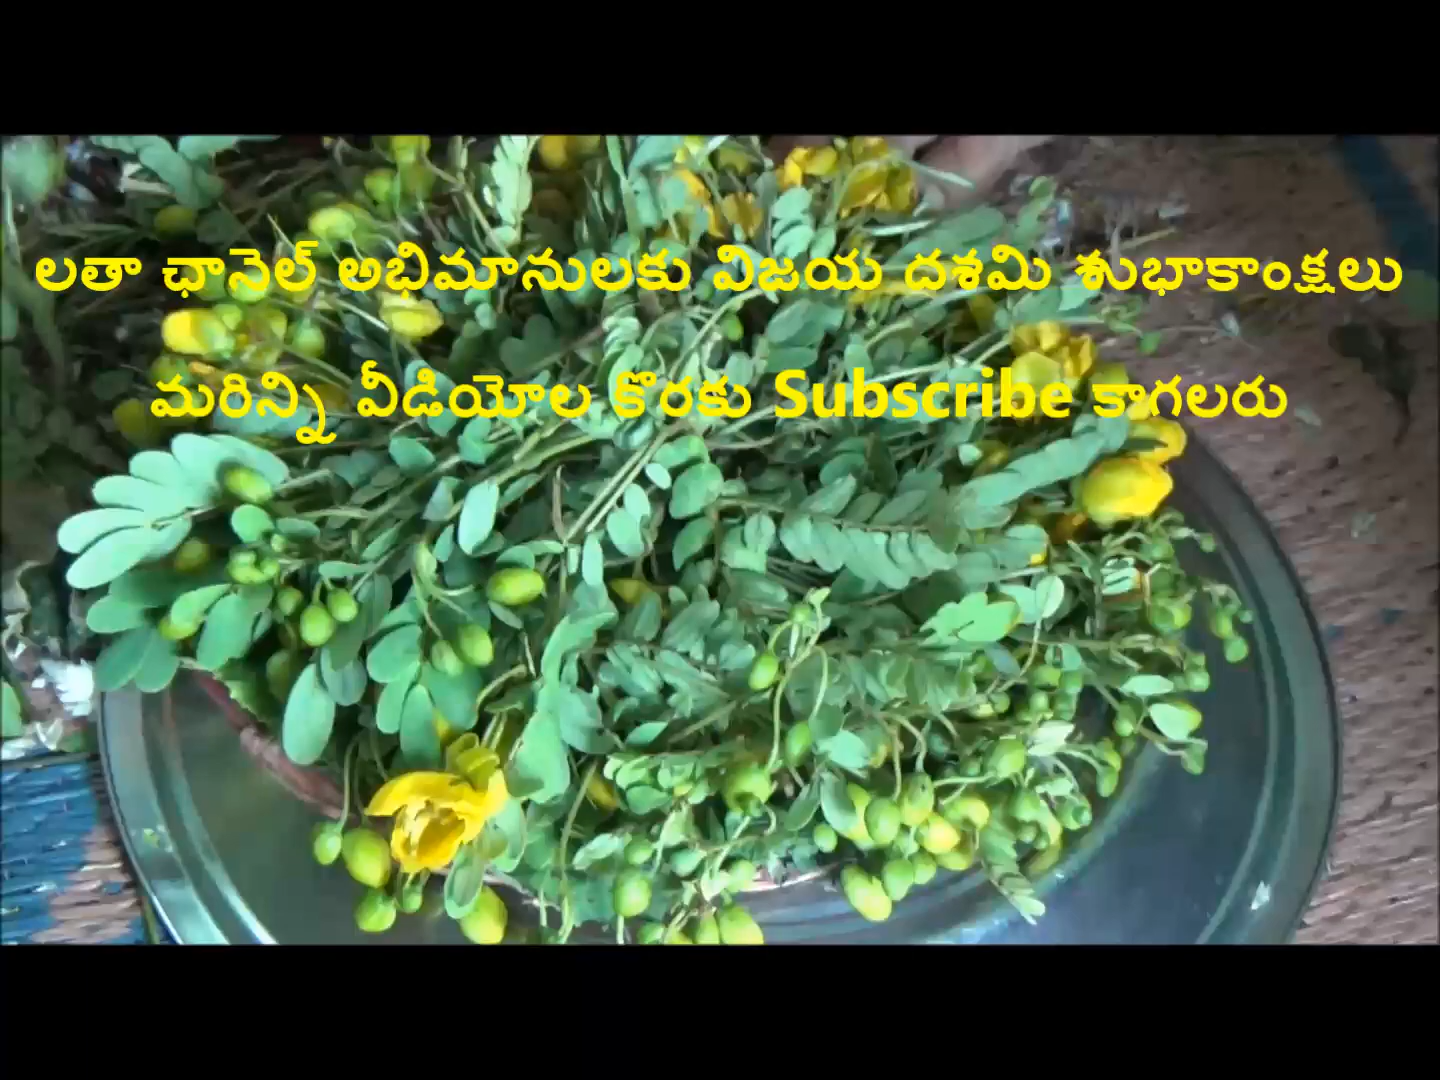 లతా ఛానెల్ అభిమానులకు విజయ దశమి శుభాకాంక్షలు
మరిన్ని వీడియోల కొరకు Subscribe కాగలరు